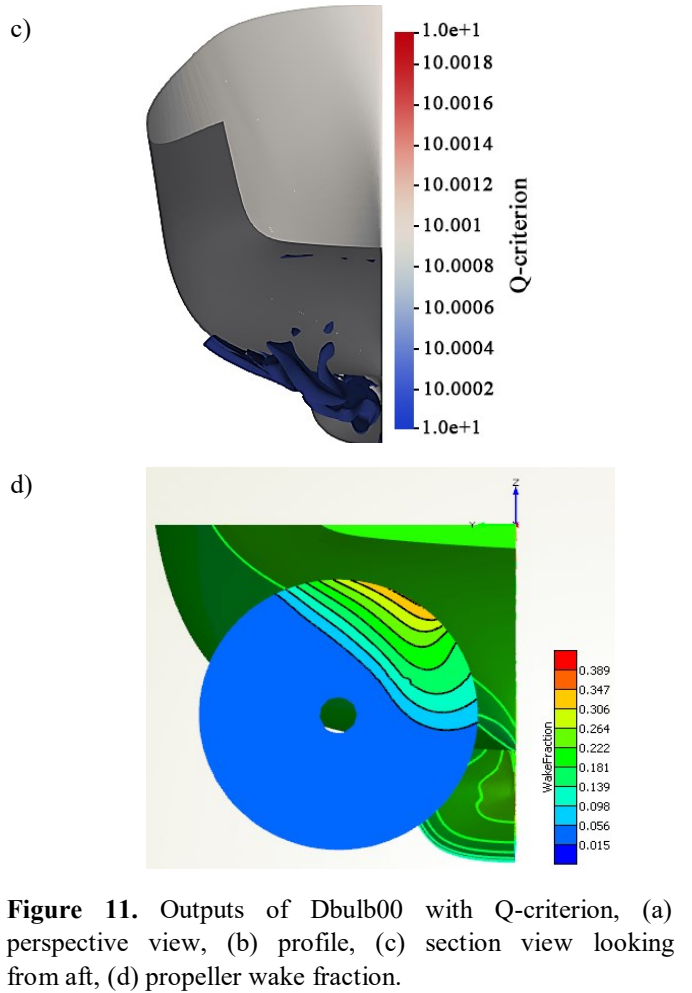 c)
1.0e+1
10.0018
10.0016
10.0014
10.0012
10.001
10.0008
10.0006
10.0004
10.0002
1.0e+1
Q-criterion
d)
Z
Y
WakeFraction
0.389
0.347
0.306
0.264
0.222
0.181
0.139
0.098
0.056
0.015
Figure 11. Outputs of Dbulb00 with Q-criterion, (a)
perspective view, (b) profile, (c) section view looking
from aft, (d) propeller wake fraction.